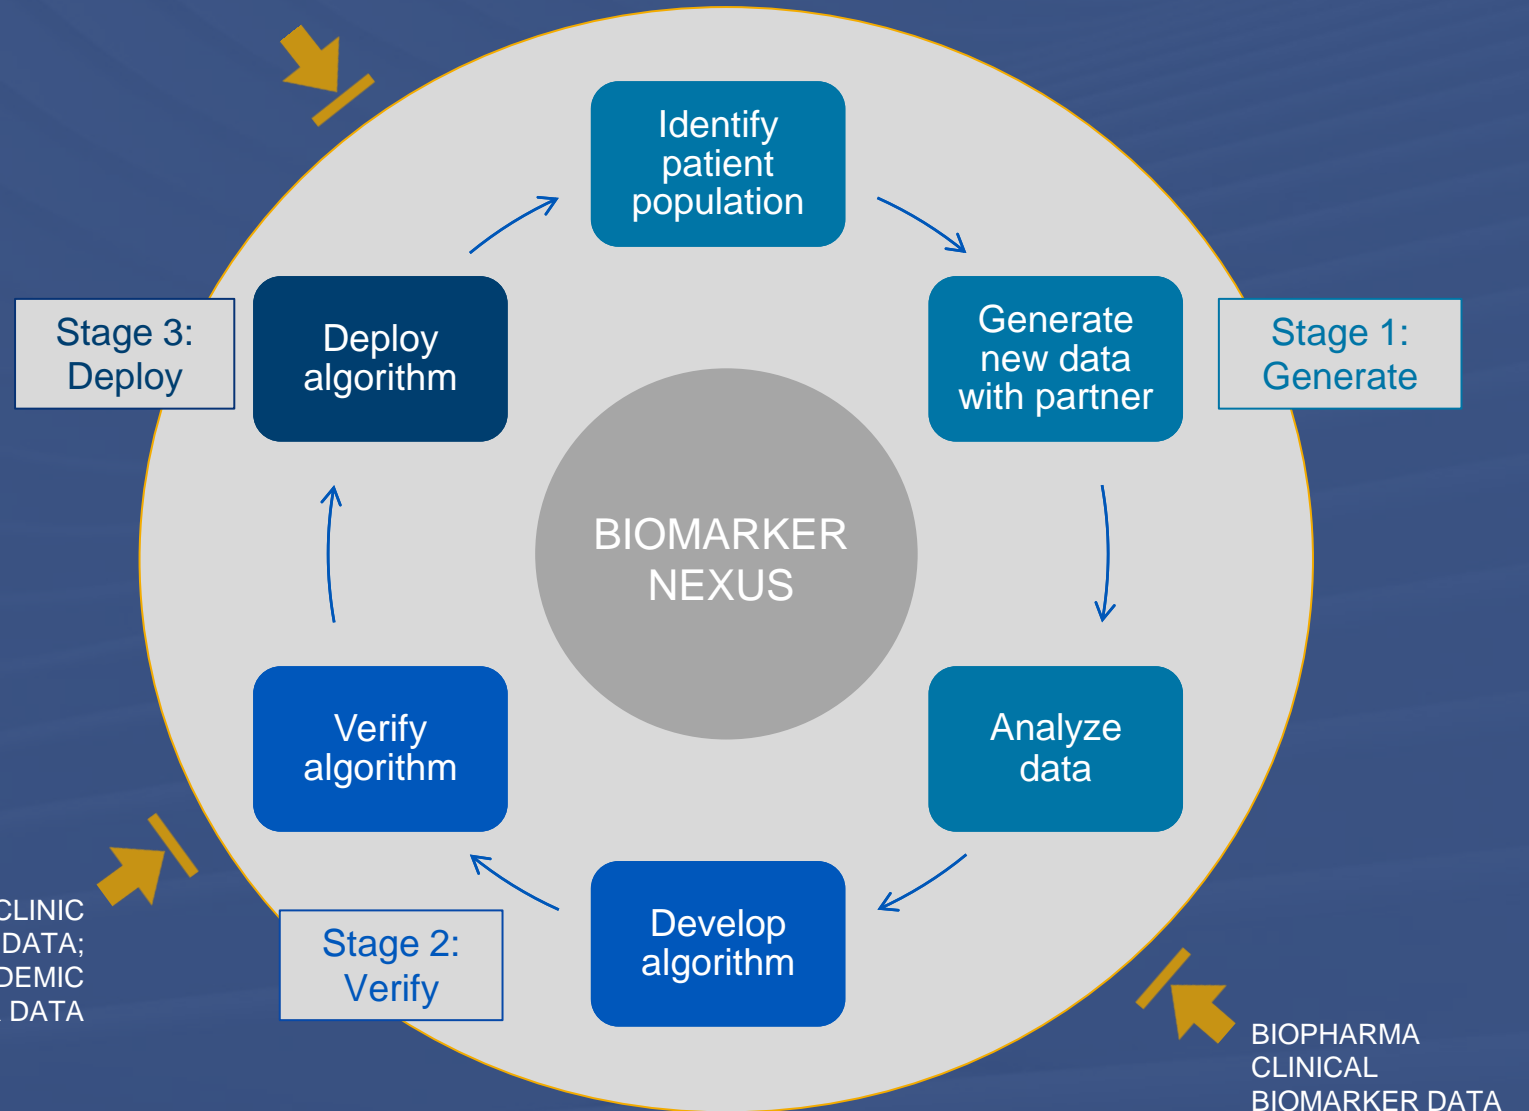 Identify
patient
population
Generate
new data
with partner
Stage 1:
Generate
Analyze
data
Develop
algorithm
Stage 2:
Verify
Verify
algorithm
Deploy
algorithm
Stage 3:
Deploy
BIOMARKER
NEXUS
CLINIC
DATA;
DATA
BIOPHARMA
CLINICAL
BIOMARKER DATA